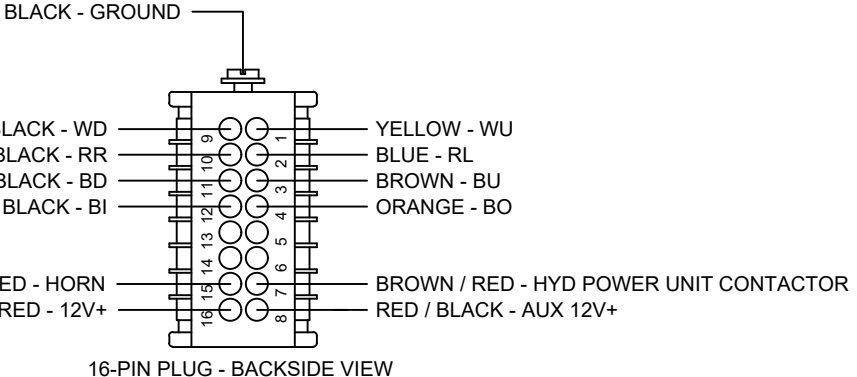 BLACK - GROUND
BLACK - WD
YELLOW - WU
BLACK - RR
BLUE - RL
BLACK - BD
BROWN - BU
BLACK - BI
ORANGE - BO
9 1
10 2
11 3
12 4
13 5
14 6
15 7
16 8
RED - HORN
BROWN / RED - HYD POWER UNIT CONTACTOR
RED - 12V+
RED / BLACK - AUX 12V+
16-PIN PLUG - BACKSIDE VIEW